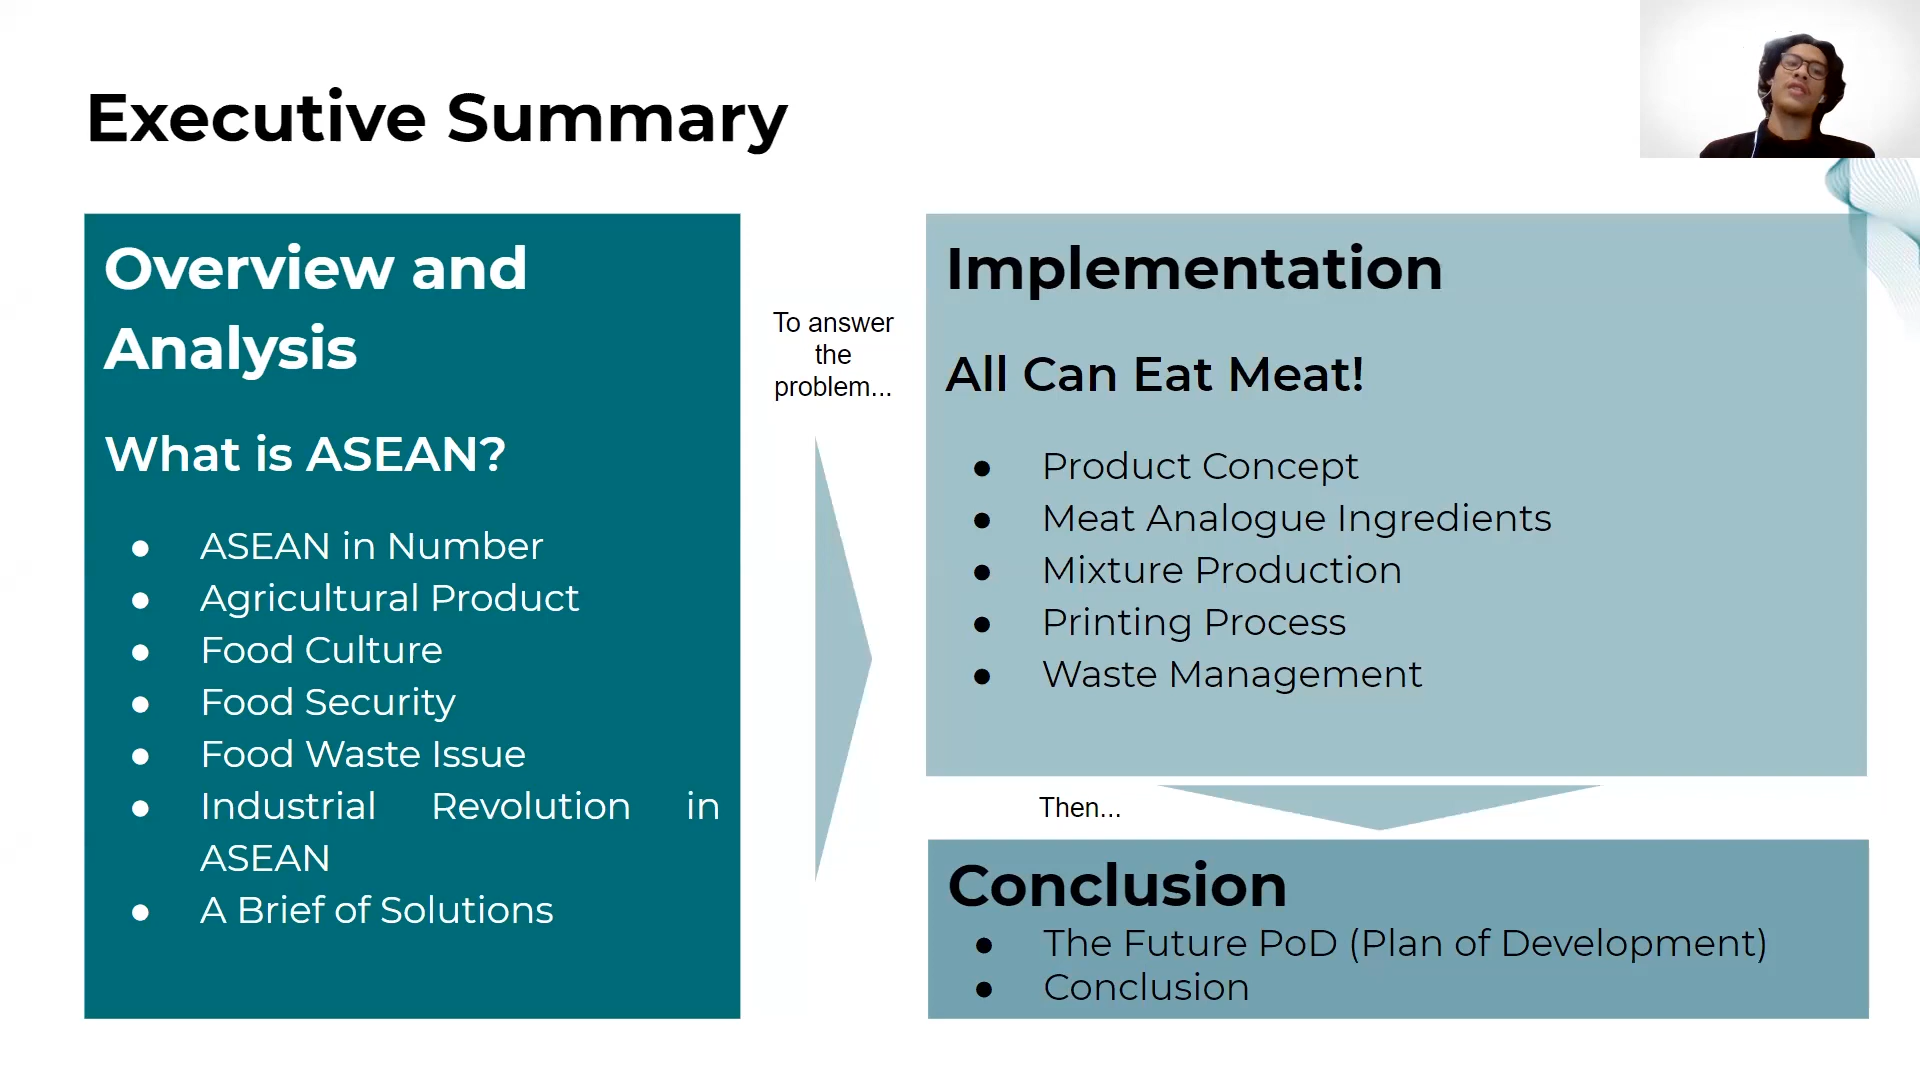 Executive Summary
Overview and
Analysis
What is ASEAN?
● ASEAN in Number
● Agricultural Product
● Food Culture
● Food Security
● Food Waste Issue
● Industrial Revolution in
ASEAN
● A Brief of Solutions
To answer
the
problem...
Implementation
All Can Eat Meat!
● Product Concept
● Meat Analogue Ingredients
● Mixture Production
● Printing Process
● Waste Management
Then...
Conclusion
● The Future PoD (Plan of Development)
● Conclusion